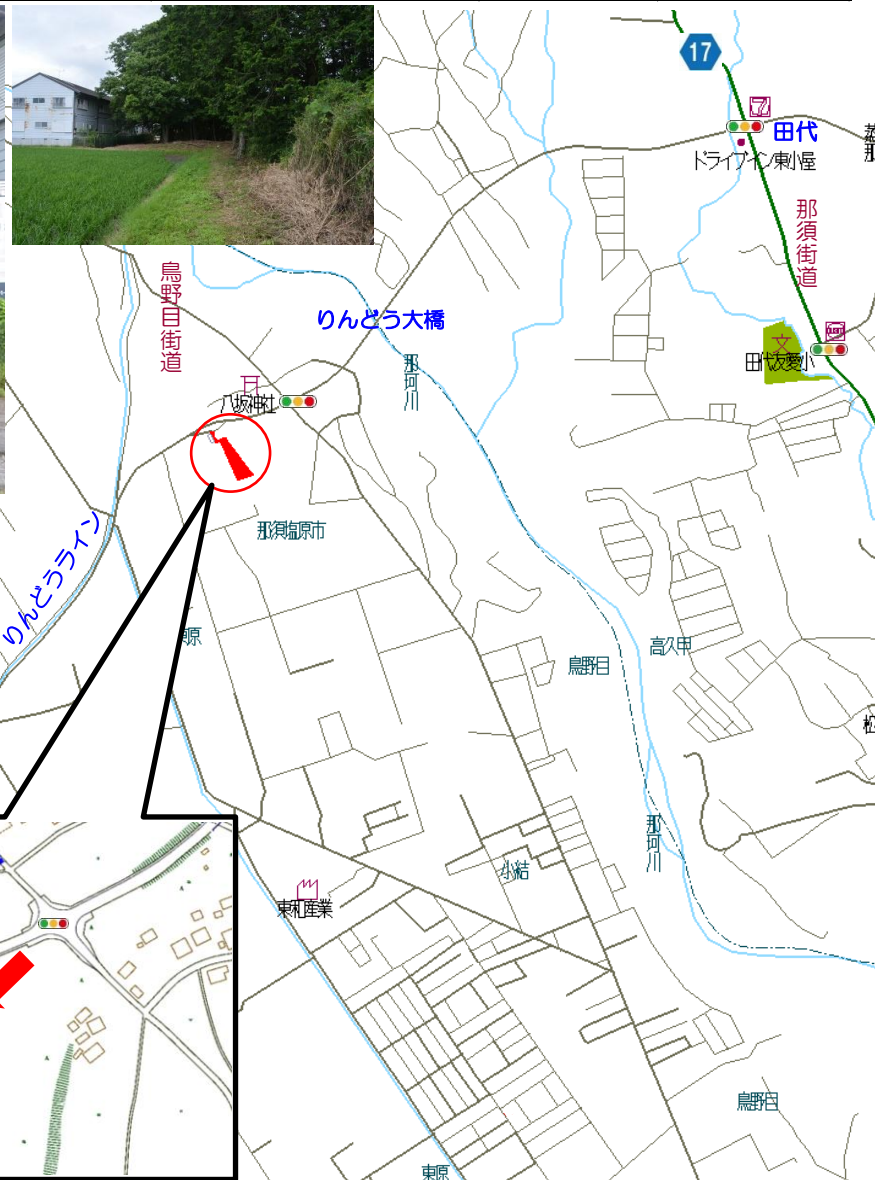 17
田代
ドライブイン東小屋
那須街道
鳥野目街道
りんどう大橋
那珂川
文
田代友愛小
八坂神社
りんどうライン
那須塩原市
原
鳥野目
高久甲
那珂川
小結
東和産業
鳥野目
東原